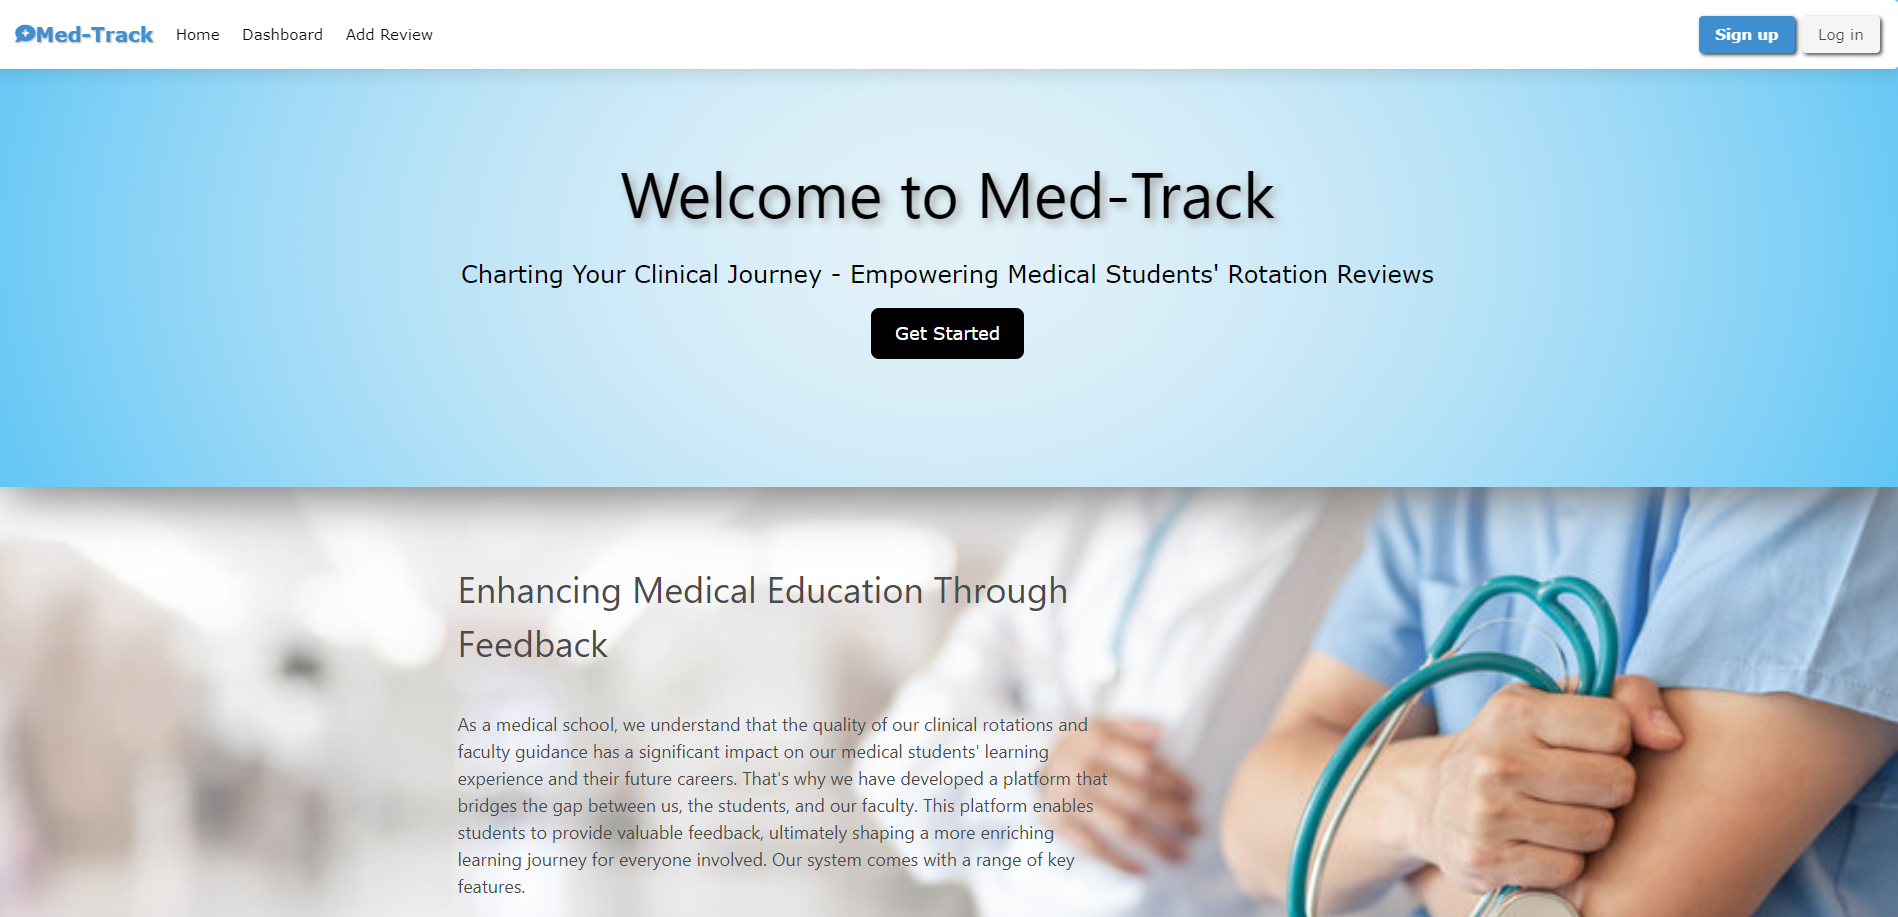 Med-Track Home Dashboard Add Review Sign up Log in
Welcome to Med-Track
Charting Your Clinical Journey - Empowering Medical Students' Rotation Reviews
Get Started
Enhancing Medical Education Through
Feedback
As a medical school, we understand that the quality of our clinical rotations and
faculty guidance has a significant impact on our medical students' learning
experience and their future careers. That's why we have developed a platform that
bridges the gap between us, the students, and our faculty. This platform enables
students to provide valuable feedback, ultimately shaping a more enriching
learning journey for everyone involved. Our system comes with a range of key
features.